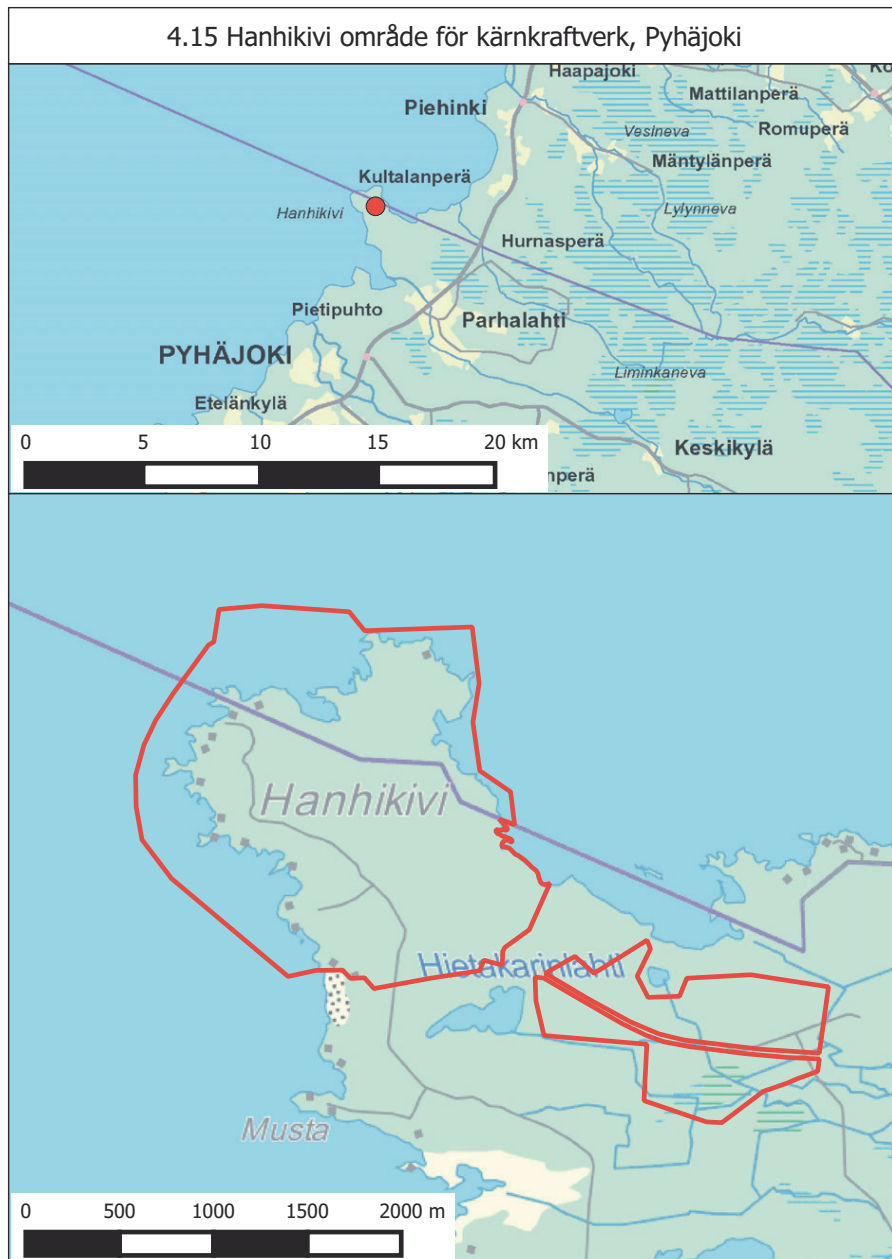 4.15 Hanhikivi område för kärnkraftverk, Pyhäjoki
Haapajoki
Piehinki
Mattilanperä
Vesineva
Romuperä
Kultalanperä
Mäntylänperä
Hanhikivi
Lylynneva
Hurnasperä
Pietipuhto
Parhalahti
PYHÄJOKI
Liminkaneva
Etelänkylä
0 5 10 15 20 km
Keskikylä
nperä
Hanhikivi
Hietakarinlahti
Musta
0 500 1000 1500 2000 m